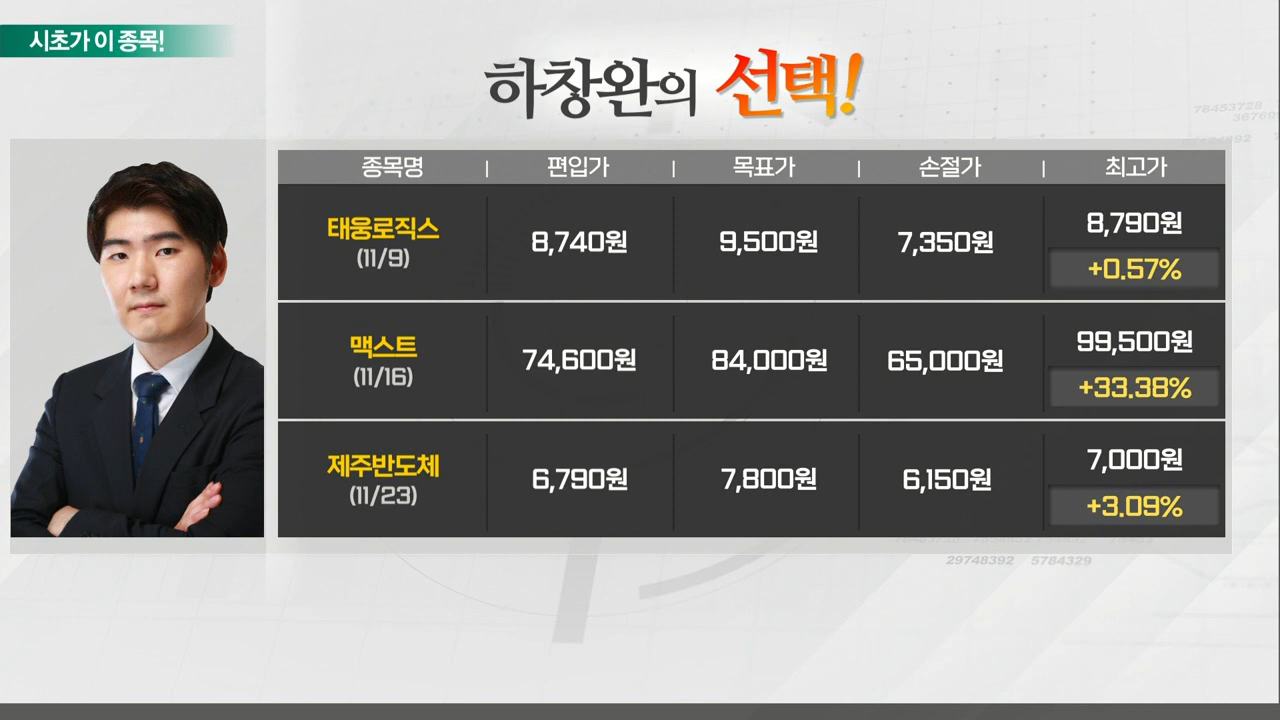 시초가 이 종목!
하창완의 선택!
종목명 | 편입가 | 목표가 | 손절가 | 최고가
태웅로직스 (11/9) 8,740원 9,500원 7,350원 8,790원 +0.57%
맥스트 (11/16) 74,600원 84,000원 65,000원 99,500원 +33.38%
제주반도체 (11/23) 6,790원 7,800원 6,150원 7,000원 +3.09%
29748392 5784329